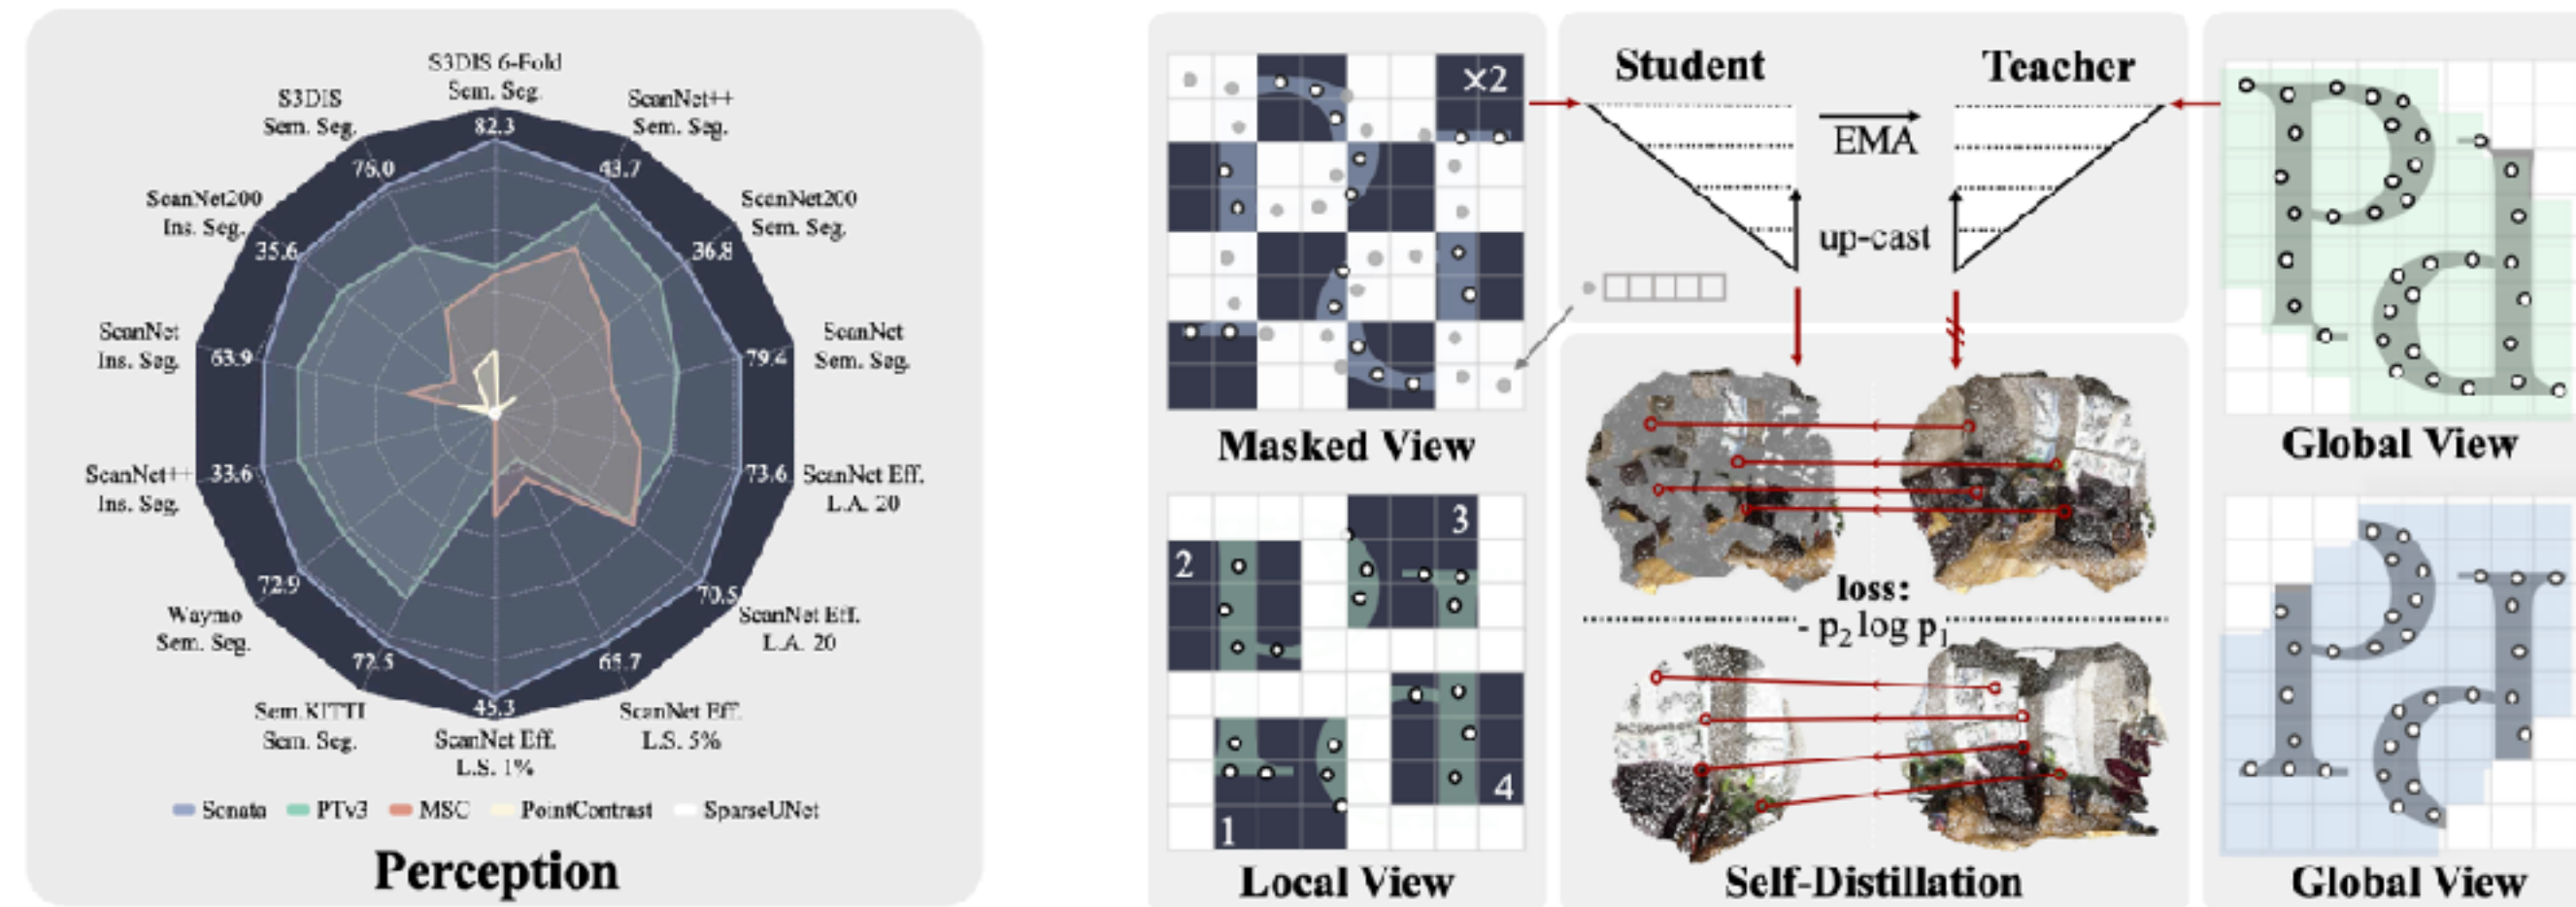 S3DIS 6-Fold
Sem. Seg.
82.3
ScanNet++
Sem. Seg.
43.7
ScanNet200
Sem. Seg.
36.8
ScanNet
Sem. Seg.
79.4
ScanNet Eff.
L.A. 20
73.6
ScanNet Eff.
L.A. 20
70.5
ScanNet Eff.
L.S. 5%
65.7
ScanNet Eff.
L.S. 1%
45.3
Sem.KITTI
Sem. Seg.
72.5
Waymo
Sem. Seg.
72.9
ScanNet++
Ins. Seg.
33.6
ScanNet
Ins. Seg.
63.9
ScanNet200
Ins. Seg.
35.6
S3DIS
Sem. Seg.
76.0
Sonata PTv3 MSC PointContrast SparseUNet
Perception
×2
Masked View
2
3
4
1
Local View
Student
Teacher
EMA
up-cast
loss:
- p2 log p1
Self-Distillation
Global View
Global View